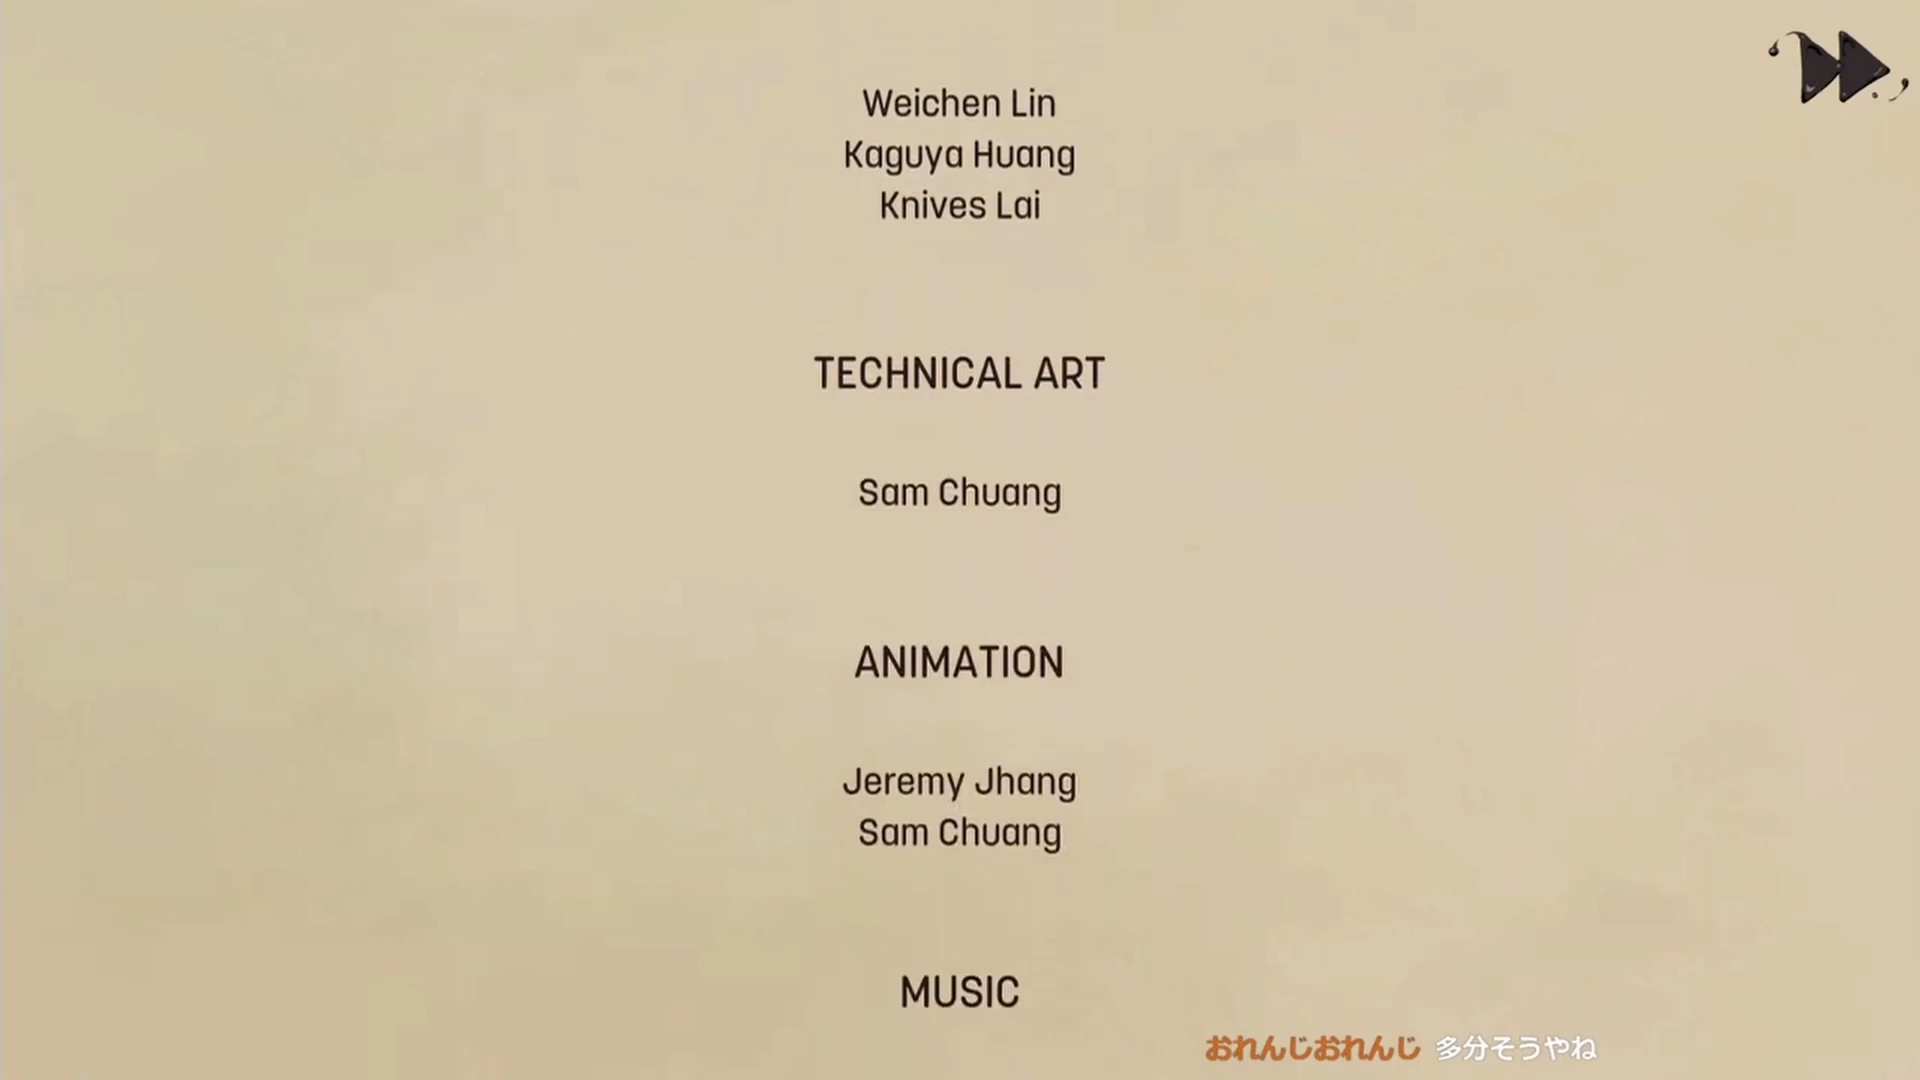 Weichen Lin
Kaguya Huang
Knives Lai
TECHNICAL ART
Sam Chuang
ANIMATION
Jeremy Jhang
Sam Chuang
MUSIC
おれんじおれんじ 多分そうやね